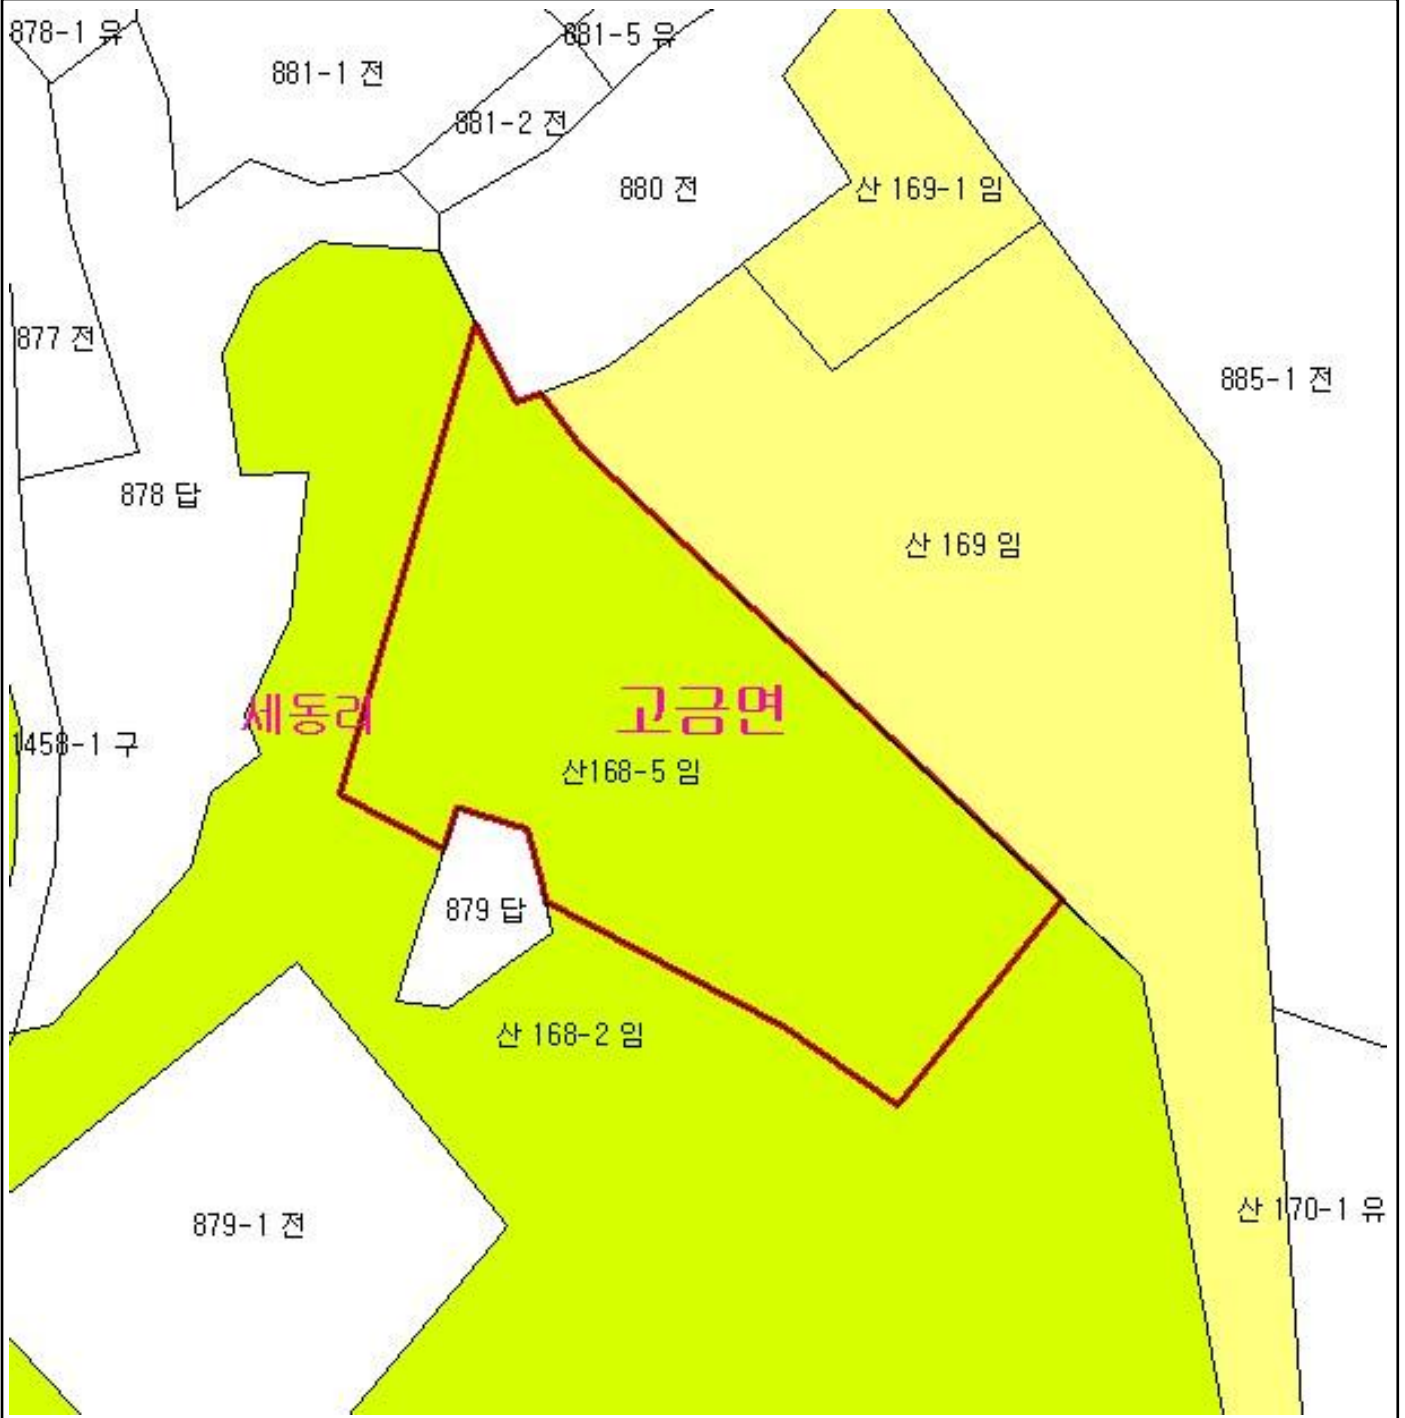 878-1 유
881-5 유
881-1 전
881-2 전
880 전
산 169-1 임
877 전
885-1 전
878 답
산 169 임
세동리
고금면
1458-1 구
산168-5 임
879 답
산 168-2 임
879-1 전
산 170-1 유